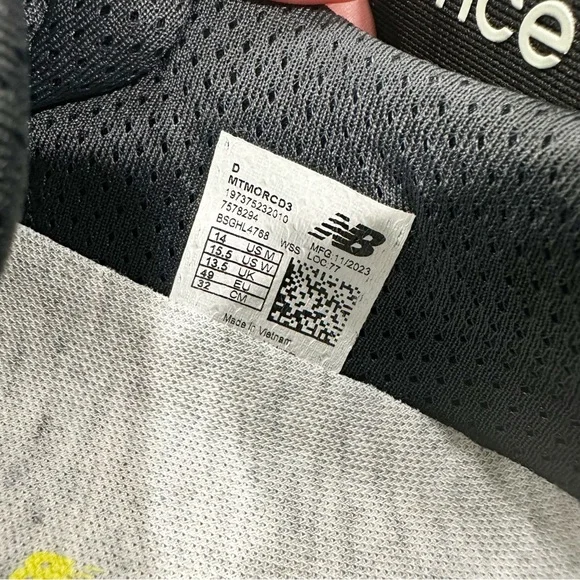 nce
D
MTMORCD3
197375232010
7578294
BSGHL4768 WSS
NB
MFG.11/2023
LOC 77
14 US M
15.5 US W
13.5 UK
49 EU
32 CM
Made in Vietnam